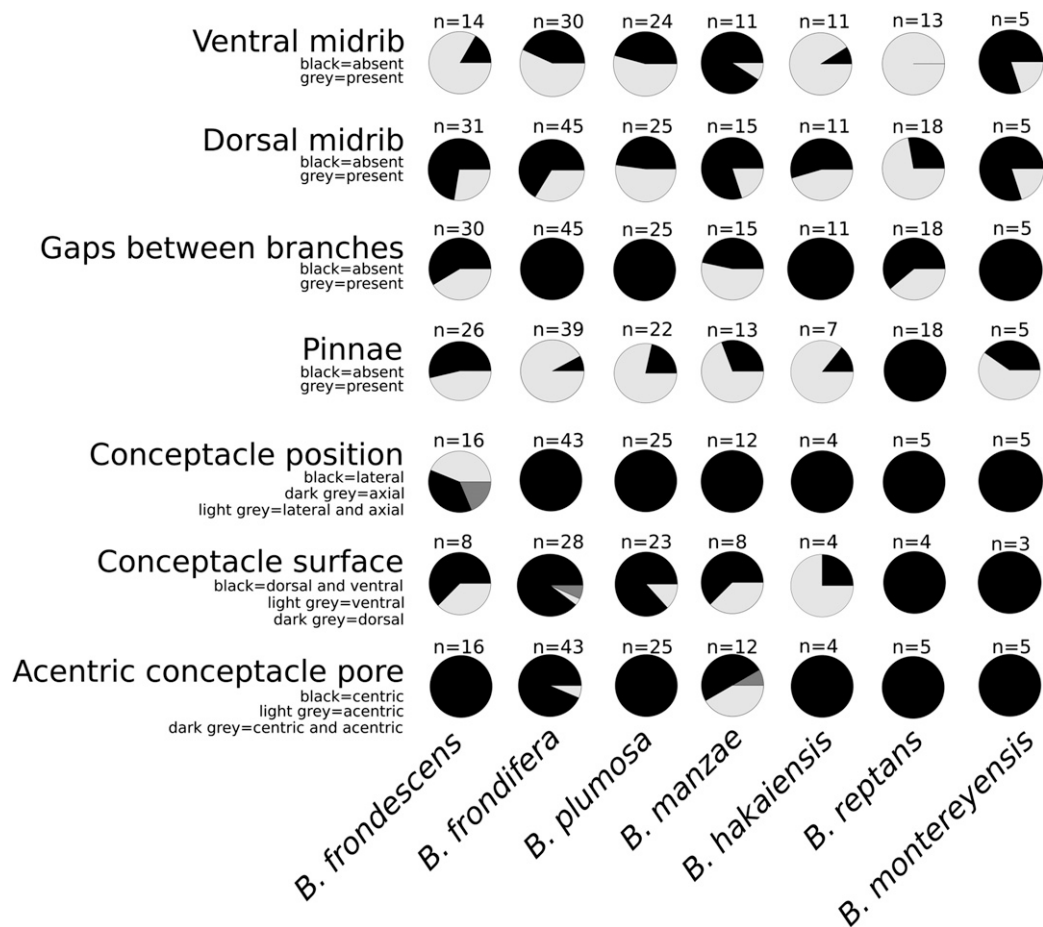 n=14 n=30 n=24 n=11 n=11 n=13 n=5
Ventral midrib
black=absent
grey=present
n=31 n=45 n=25 n=15 n=11 n=18 n=5
Dorsal midrib
black=absent
grey=present
n=30 n=45 n=25 n=15 n=11 n=18 n=5
Gaps between branches
black=absent
grey=present
n=26 n=39 n=22 n=13 n=7 n=18 n=5
Pinnae
black=absent
grey=present
n=16 n=43 n=25 n=12 n=4 n=5 n=5
Conceptacle position
black=lateral
dark grey=axial
light grey=lateral and axial
n=8 n=28 n=23 n=8 n=4 n=4 n=3
Conceptacle surface
black=dorsal and ventral
light grey=ventral
dark grey=dorsal
n=16 n=43 n=25 n=12 n=4 n=5 n=5
Acentric conceptacle pore
black=centric
light grey=acentric
dark grey=centric and acentric
B. frondescens
B. frondifera
B. plumosa
B. manzae
B. hakaiensis
B. reptans
B. montereyensis